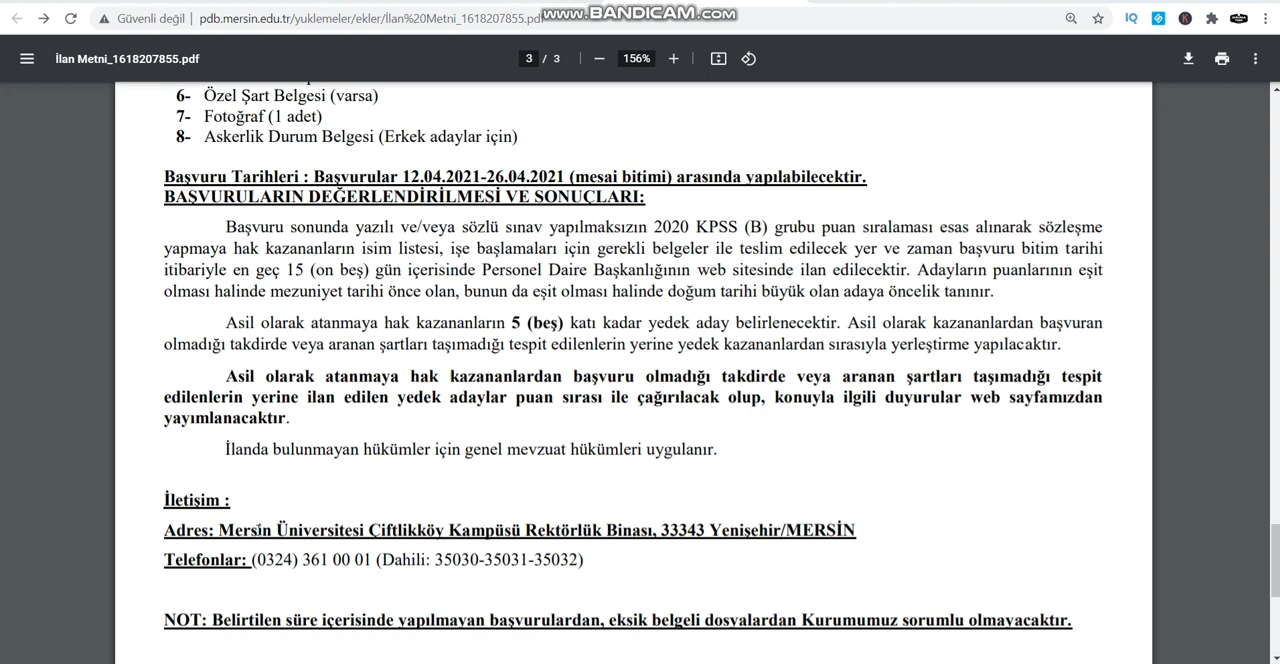 Güvenli değil | pdb.mersin.edu.tr/yuklemeler/ekler/İlan%20Metni_1618207855.pdf
www.BANDICAM.com
IQ
K
İlan Metni_1618207855.pdf
3 / 3
156%
6- Özel Şart Belgesi (varsa)
7- Fotoğraf (1 adet)
8- Askerlik Durum Belgesi (Erkek adaylar için)
Başvuru Tarihleri : Başvurular 12.04.2021-26.04.2021 (mesai bitimi) arasında yapılabilecektir.
BAŞVURULARIN DEĞERLENDİRİLMESİ VE SONUÇLARI:
Başvuru sonunda yazılı ve/veya sözlü sınav yapılmaksızın 2020 KPSS (B) grubu puan sıralaması esas alınarak sözleşme
yapmaya hak kazananların isim listesi, işe başlamaları için gerekli belgeler ile teslim edilecek yer ve zaman başvuru bitim tarihi
itibariyle en geç 15 (on beş) gün içerisinde Personel Daire Başkanlığının web sitesinde ilan edilecektir. Adayların puanlarının eşit
olması halinde mezuniyet tarihi önce olan, bunun da eşit olması halinde doğum tarihi büyük olan adaya öncelik tanınır.
Asil olarak atanmaya hak kazananların 5 (beş) katı kadar yedek aday belirlenecektir. Asil olarak kazananlardan başvuran
olmadığı takdirde veya aranan şartları taşımadığı tespit edilenlerin yerine yedek kazananlardan sırasıyla yerleştirme yapılacaktır.
Asil olarak atanmaya hak kazananlardan başvuru olmadığı takdirde veya aranan şartları taşımadığı tespit
edilenlerin yerine ilan edilen yedek adaylar puan sırası ile çağırılacak olup, konuyla ilgili duyurular web sayfamızdan
yayımlanacaktır.
İlanda bulunmayan hükümler için genel mevzuat hükümleri uygulanır.
İletişim :
Adres: Mersin Üniversitesi Çiftlikköy Kampüsü Rektörlük Binası, 33343 Yenişehir/MERSİN
Telefonlar: (0324) 361 00 01 (Dahili: 35030-35031-35032)
NOT: Belirtilen süre içerisinde yapılmayan başvurulardan, eksik belgeli dosyalardan Kurumumuz sorumlu olmayacaktır.